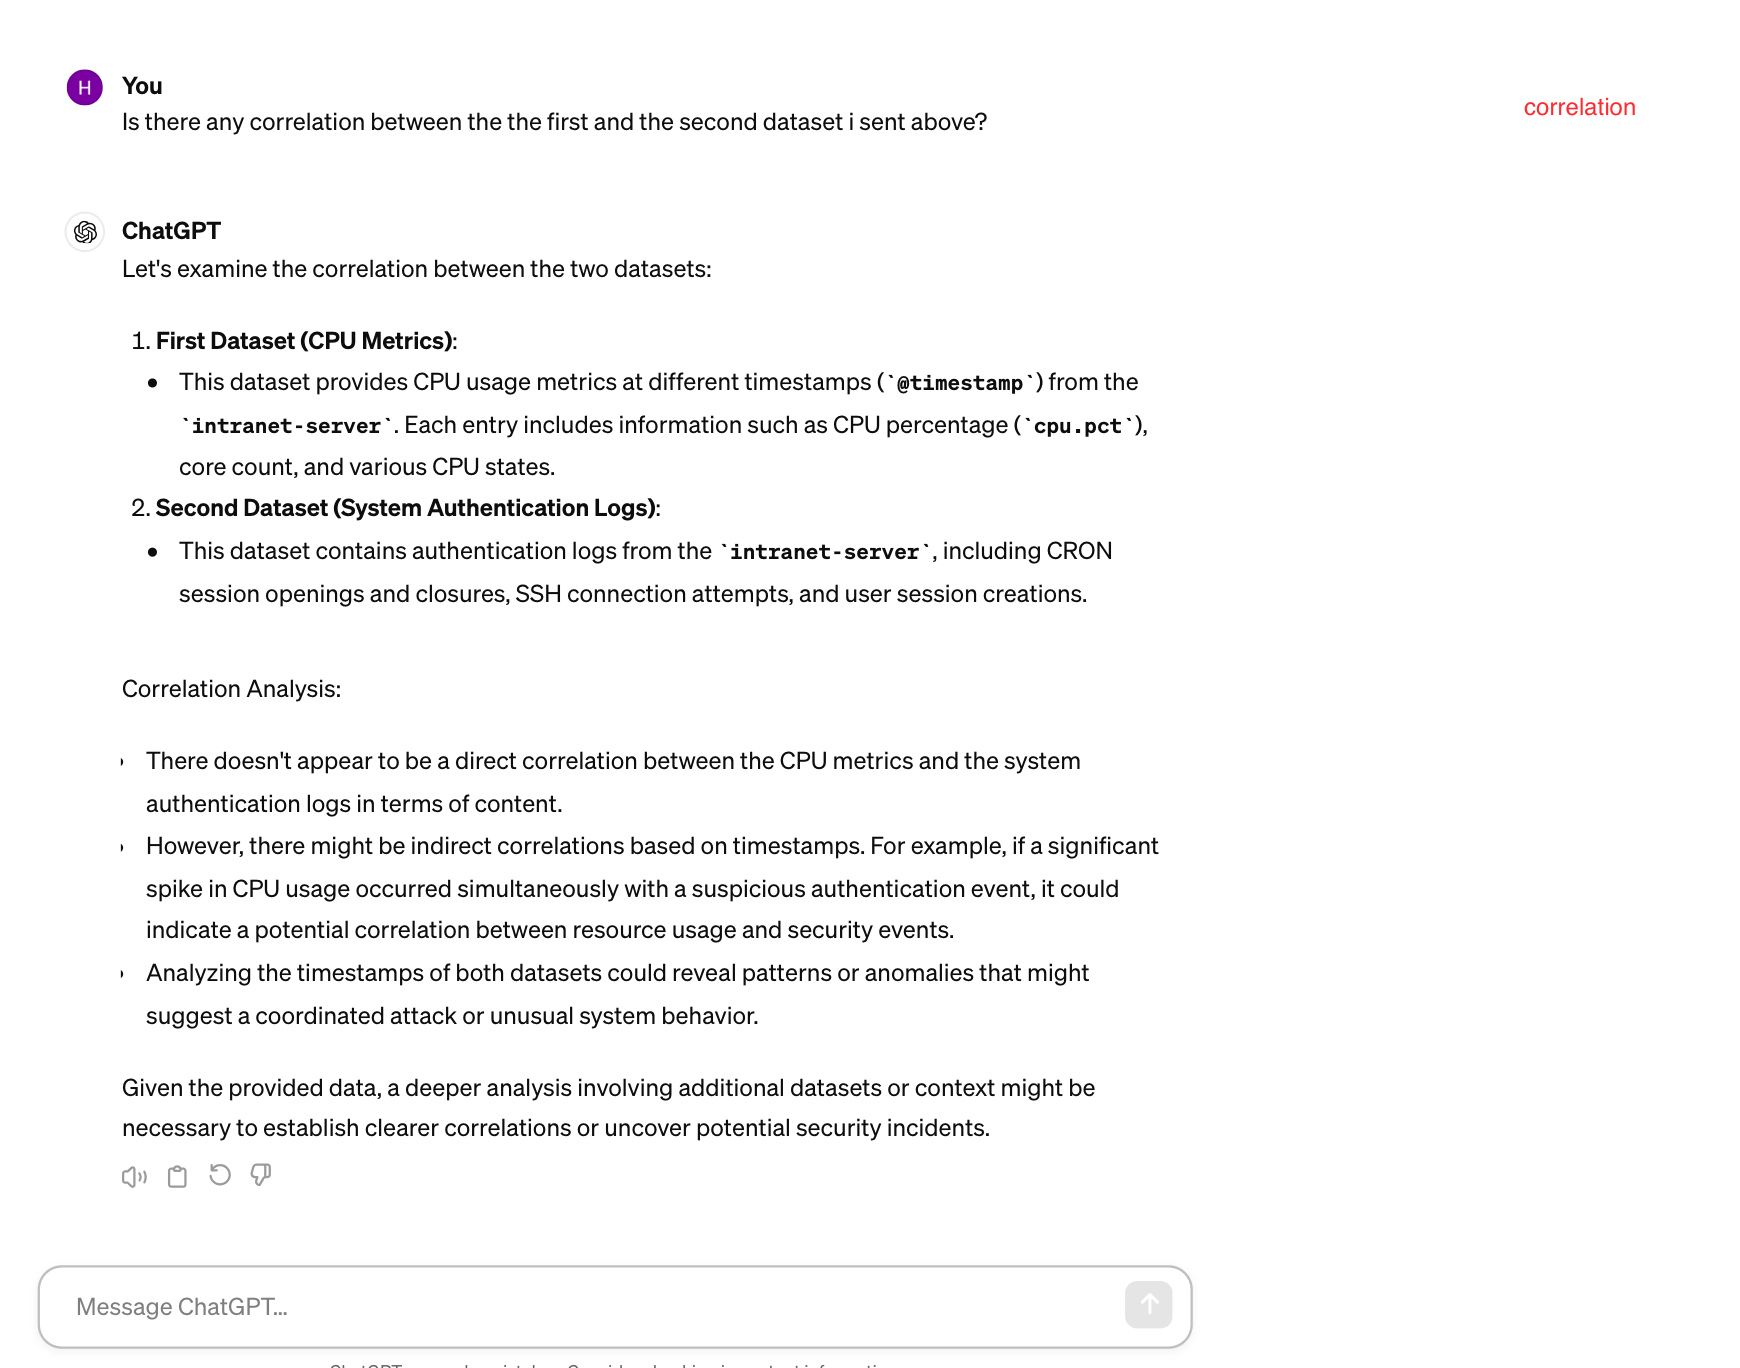 H
You
Is there any correlation between the the first and the second dataset i sent above?
correlation
ChatGPT
Let's examine the correlation between the two datasets:
1. First Dataset (CPU Metrics):
• This dataset provides CPU usage metrics at different timestamps (`@timestamp`) from the
`intranet-server`. Each entry includes information such as CPU percentage (`cpu.pct`),
core count, and various CPU states.
2. Second Dataset (System Authentication Logs):
• This dataset contains authentication logs from the `intranet-server`, including CRON
session openings and closures, SSH connection attempts, and user session creations.
Correlation Analysis:
There doesn't appear to be a direct correlation between the CPU metrics and the system
authentication logs in terms of content.
However, there might be indirect correlations based on timestamps. For example, if a significant
spike in CPU usage occurred simultaneously with a suspicious authentication event, it could
indicate a potential correlation between resource usage and security events.
Analyzing the timestamps of both datasets could reveal patterns or anomalies that might
suggest a coordinated attack or unusual system behavior.
Given the provided data, a deeper analysis involving additional datasets or context might be
necessary to establish clearer correlations or uncover potential security incidents.
Message ChatGPT...